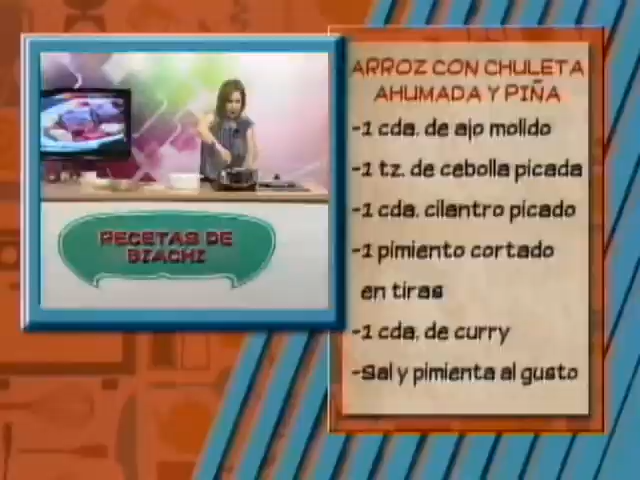 ARROZ CON CHULETA
AHUMADA Y PIÑA
-1 cda. de ajo molido
-1 tz. de cebolla picada
-1 cda. cilantro picado
-1 pimiento cortado
en tiras
-1 cda. de curry
-Sal y pimienta al gusto
RECETAS DE
BIACHI